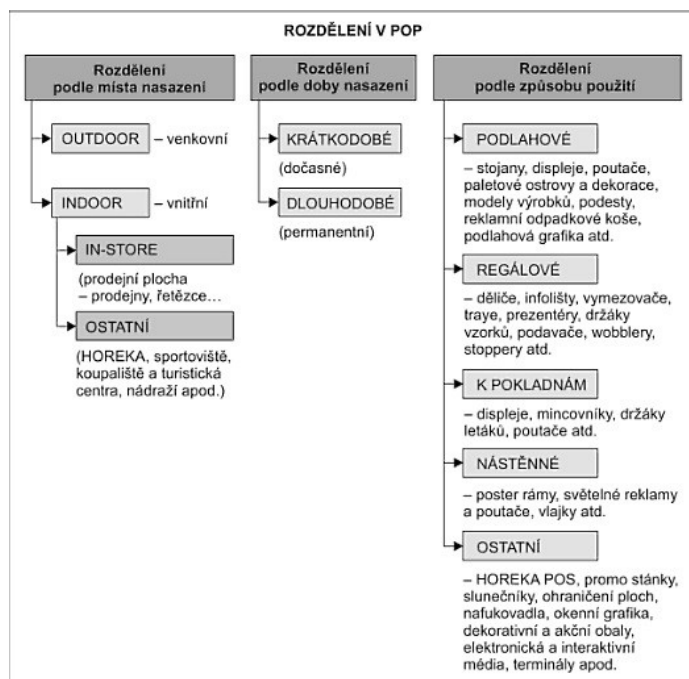 ROZDĚLENÍ V POP
Rozdělení
podle místa nasazení
OUTDOOR – venkovní
INDOOR – vnitřní
IN-STORE
(prodejní plocha
– prodejny, řetězce…
OSTATNÍ
(HOREKA, sportoviště,
koupaliště a turistická
centra, nádraží apod.)
Rozdělení
podle doby nasazení
KRÁTKODOBÉ
(dočasné)
DLOUHODOBÉ
(permanentní)
Rozdělení
podle způsobu použití
PODLAHOVÉ
– stojany, displeje, poutače,
paletové ostrovy a dekorace,
modely výrobků, podesty,
reklamní odpadkové koše,
podlahová grafika atd.
REGÁLOVÉ
– děliče, infolišty, vymezovače,
traye, prezentéry, držáky
vzorků, podavače, wobblery,
stoppery atd.
K POKLADNÁM
– displeje, mincovníky, držáky
letáků, poutače atd.
NÁSTĚNNÉ
– poster rámy, světelné reklamy
a poutače, vlajky atd.
OSTATNÍ
– HOREKA POS, promo stánky,
slunečníky, ohraničení ploch,
nafukovadla, okenní grafika,
dekorativní a akční obaly,
elektronická a interaktivní
média, terminály apod.